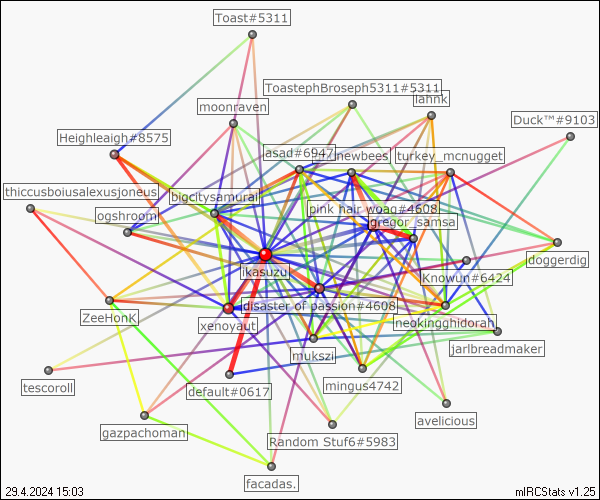 Toast#5311
ToastephBroseph5311#5311
lahnk
moonraven
Duck™#9103
Heighleaigh#8575
asad#6947
newbees
turkey_mcnugget
thiccusboiusalexusjoneus
bigcitysamurai
ogshroom
pink hair woag#4608
gregor_samsa
doggerdig
ikasuzu
Knowun#6424
disaster of passion#4608
ZeeHonK
xenoyaut
neokingghidorah
mukszi
jarlbreadmaker
tescoroll
default#0617
mingus4742
avelicious
gazpachoman
Random Stuf6#5983
facadas.
29.4.2024 15:03
mIRCStats v1.25